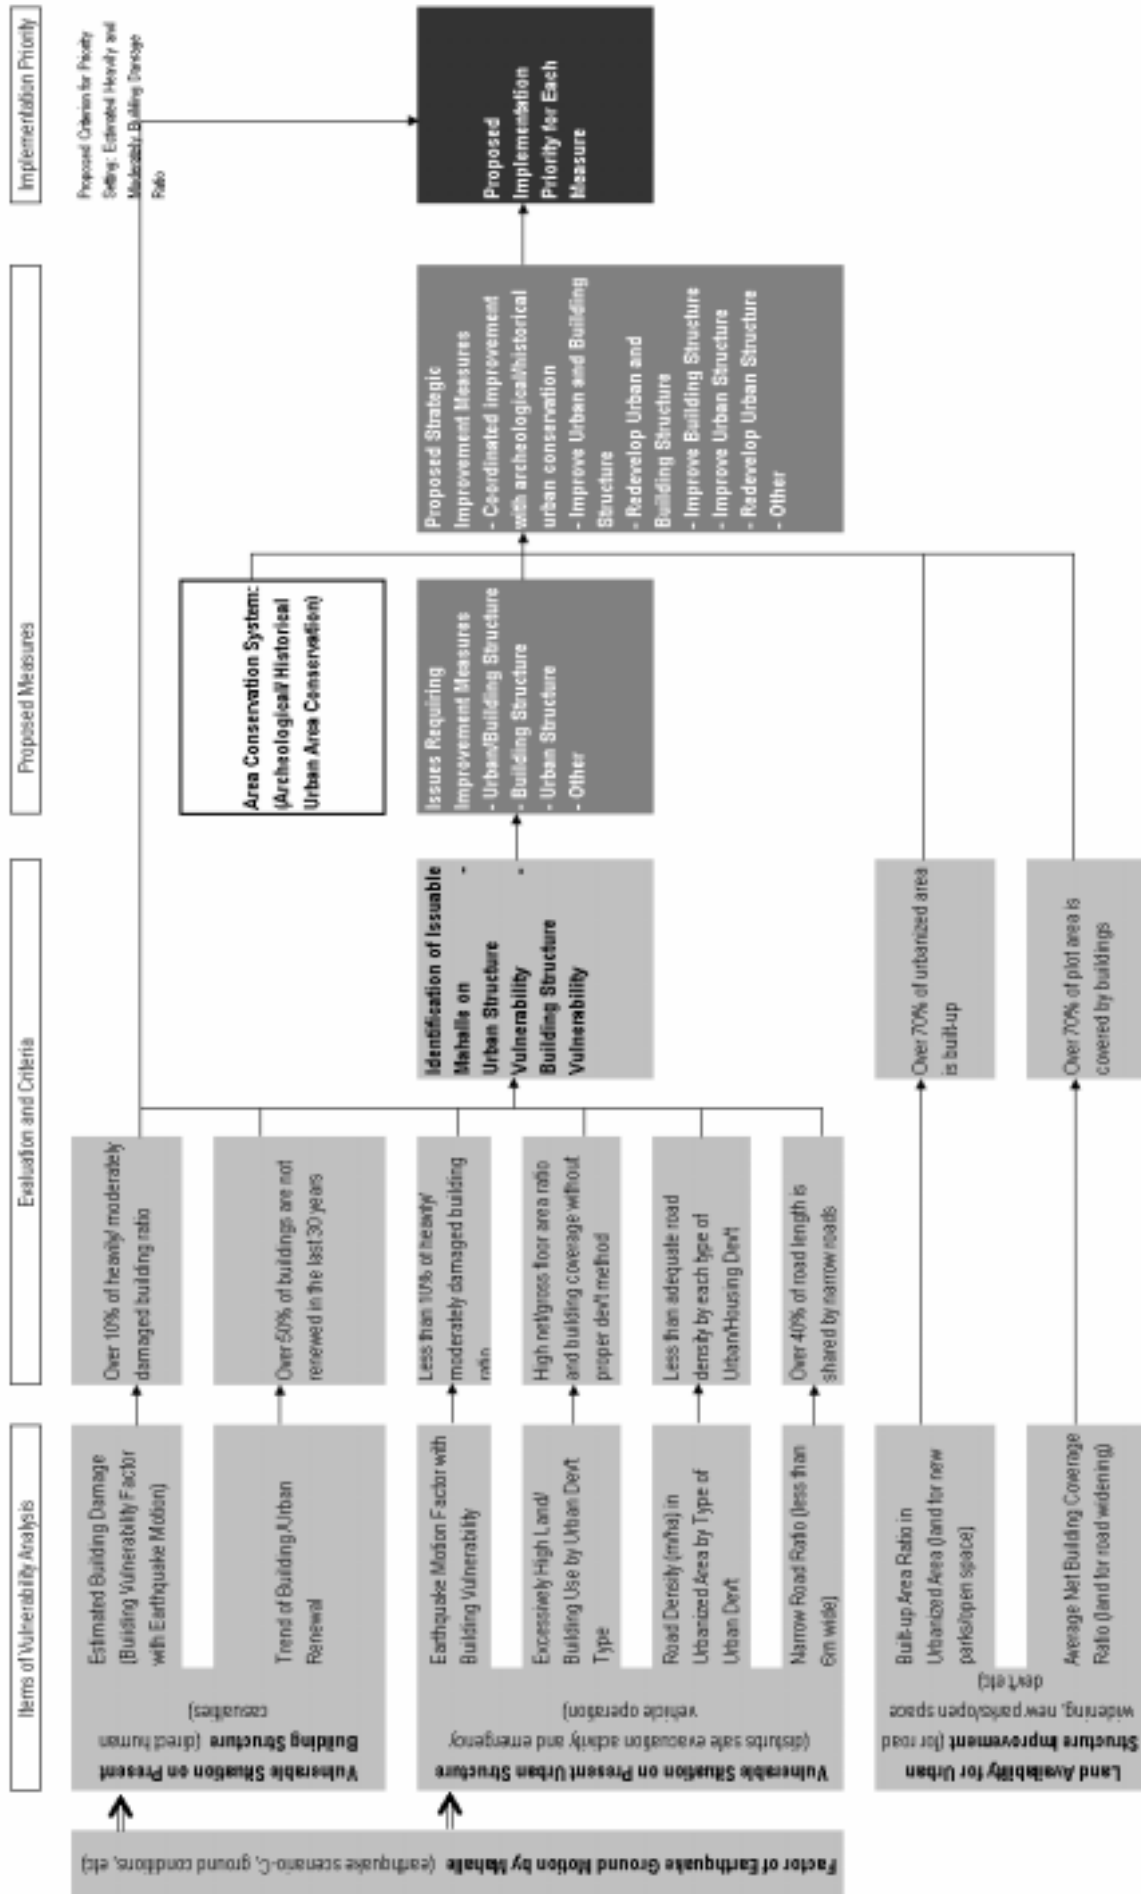 Items of Vulnerability Analysis
Evaluation and Criteria
Proposed Measures
Implementation Priority
Factor of Earthquake Ground Motion by Mahalle (earthquake scenario-C, ground conditions, etc)
Vulnerable Situation on Present
Building Structure (direct human
casualties)
Estimated Building Damage
(Building Vulnerability Factor
with Earthquake Motion)
Over 10% of heavily/ moderately
damaged building ratio
Trend of Building /Urban
Renewal
Over 50% of buildings are not
renewed in the last 30 years
Vulnerable Situation on Present Urban Structure
(disturbs safe evacuation activity and emergency
vehicle operation)
Earthquake Motion Factor with
Building Vulnerability
Less than 10% of heavily/
moderately damaged building
ratio
Excessively High Land/
Building Use by Urban Dev't
Type
High net/gross floor area ratio
and building coverage without
proper dev't method
Road Density (m/ha) in
Urbanized Area by Type of
Urban Dev't
Less than adequate road
density by each type of
Urban/Housing Dev't
Narrow Road Ratio (less than
6m wide)
Over 40% of road length is
shared by narrow roads
Land Availability for Urban
Structure Improvement (for road
widening, new parks/open space
dev't etc)
Built-up Area Ratio in
Urbanized Area (land for new
parks/open space)
Over 70% of urbanized area
is built-up
Average Net Building Coverage
Ratio (land for road widening)
Over 70% of plot area is
covered by buildings
Identification of Issuable
Mahalle on -
Urban Structure
Vulnerability -
Building Structure
Vulnerability
Area Conservation System:
(Archeological/ Historical
Urban Area Conservation)
Issues Requiring
Improvement Measures
- Urban/Building Structure
- Building Structure
- Urban Structure
- Other
Proposed Strategic
Improvement Measures
- Coordinated improvement
with archeological/historical
urban conservation
- Improve Urban and Building
Structure
- Redevelop Urban and
Building Structure
- Improve Building Structure
- Improve Urban Structure
- Redevelop Urban Structure
- Other
Proposed Criterion for Priority
Setting: Estimated Heavily and
Moderately Building Damage
Ratio
Proposed
Implementation
Priority for Each
Measure